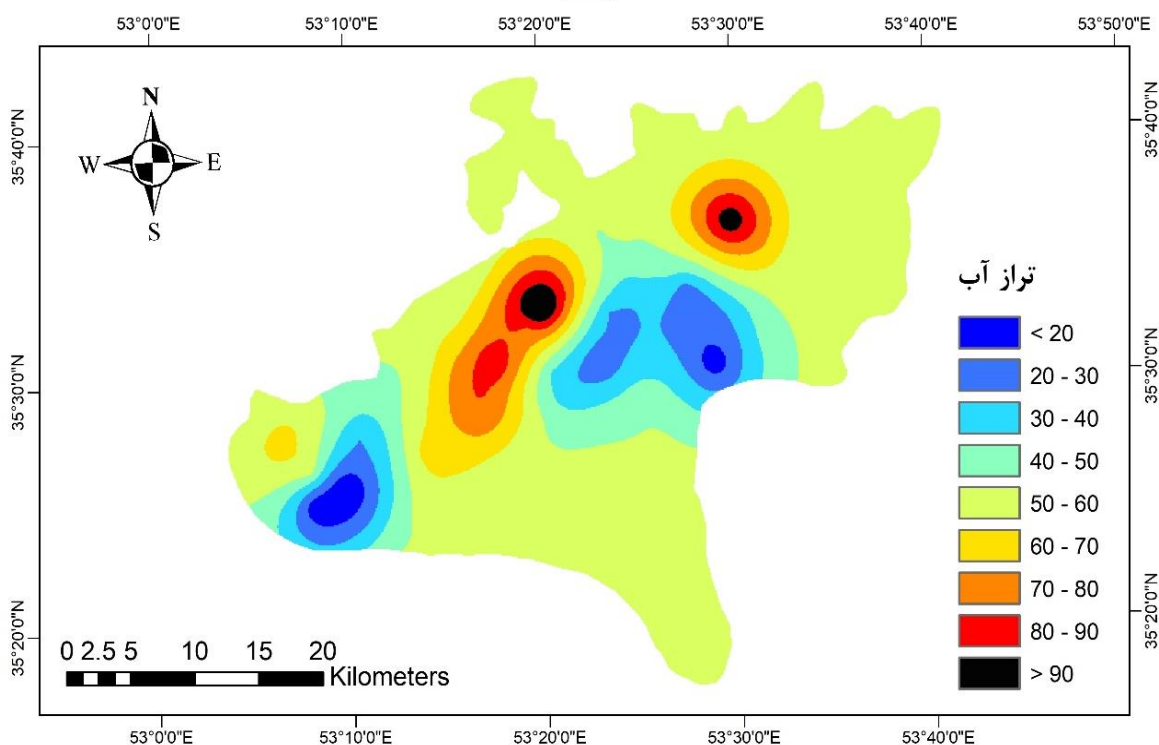 53°0'0"E 53°10'0"E 53°20'0"E 53°30'0"E 53°40'0"E 53°50'0"E
35°40'0"N 35°40'0"N
N
W E
S
تراز آب
< 20
20 - 30
35°30'0"N 35°30'0"N
30 - 40
40 - 50
50 - 60
60 - 70
70 - 80
80 - 90
> 90
35°20'0"N 35°20'0"N
0 2.5 5 10 15 20
Kilometers
53°0'0"E 53°10'0"E 53°20'0"E 53°30'0"E 53°40'0"E